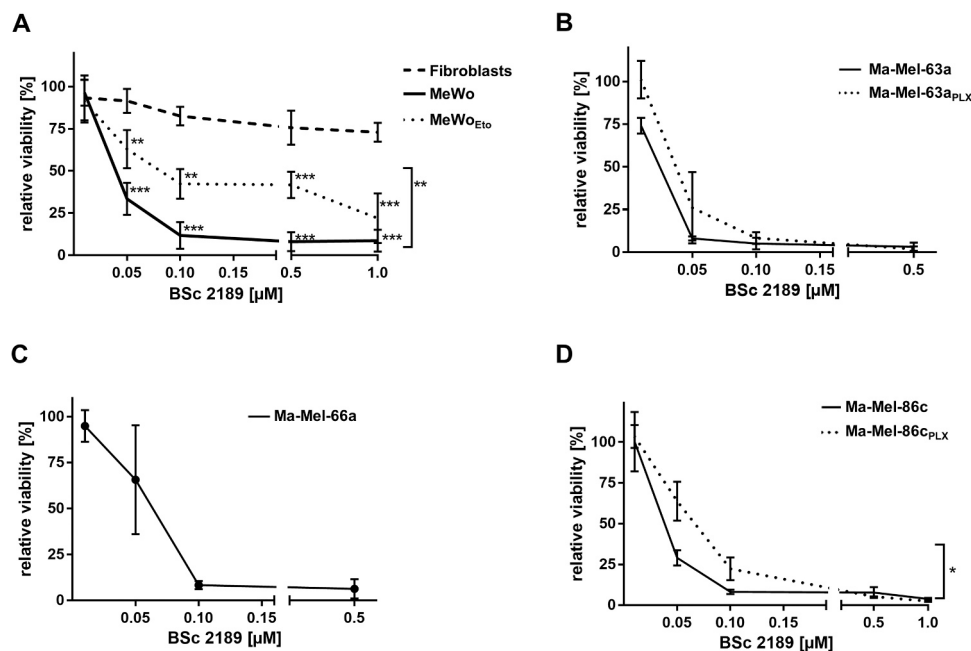 A
relative viability [%]
100
75
50
25
0
0.05
0.10
0.15
0.5
1.0
BSc 2189 [µM]
Fibroblasts
MeWo
MeWoEto
**
***
**
***
***
***
***
***
**
B
relative viability [%]
125
100
75
50
25
0
0.05
0.10
0.15
0.5
BSc 2189 [µM]
Ma-Mel-63a
Ma-Mel-63aPLX
C
relative viability [%]
100
75
50
25
0
0.05
0.10
0.15
0.5
BSc 2189 [µM]
Ma-Mel-66a
D
relative viability [%]
100
75
50
25
0
0.05
0.10
0.15
0.5
1.0
BSc 2189 [µM]
Ma-Mel-86c
Ma-Mel-86cPLX
*